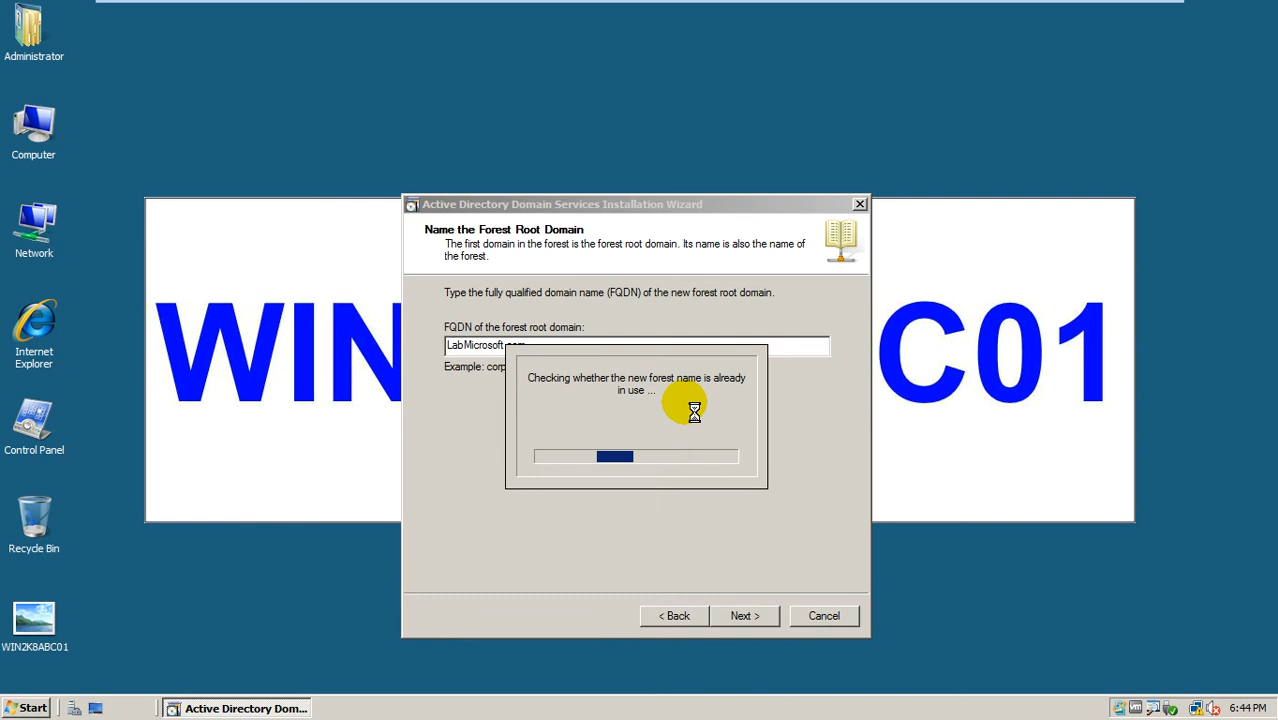 Administrator
Computer
Network
Internet
Explorer
Control Panel
Recycle Bin
WIN2K8ABC01
WIN
C01
Active Directory Domain Services Installation Wizard
Name the Forest Root Domain
The first domain in the forest is the forest root domain. Its name is also the name of
the forest.
Type the fully qualified domain name (FQDN) of the new forest root domain.
FQDN of the forest root domain:
LabMicrosoft.com
Example: corp
Checking whether the new forest name is already
in use ...
< Back
Next >
Cancel
Start
Active Directory Dom...
6:44 PM